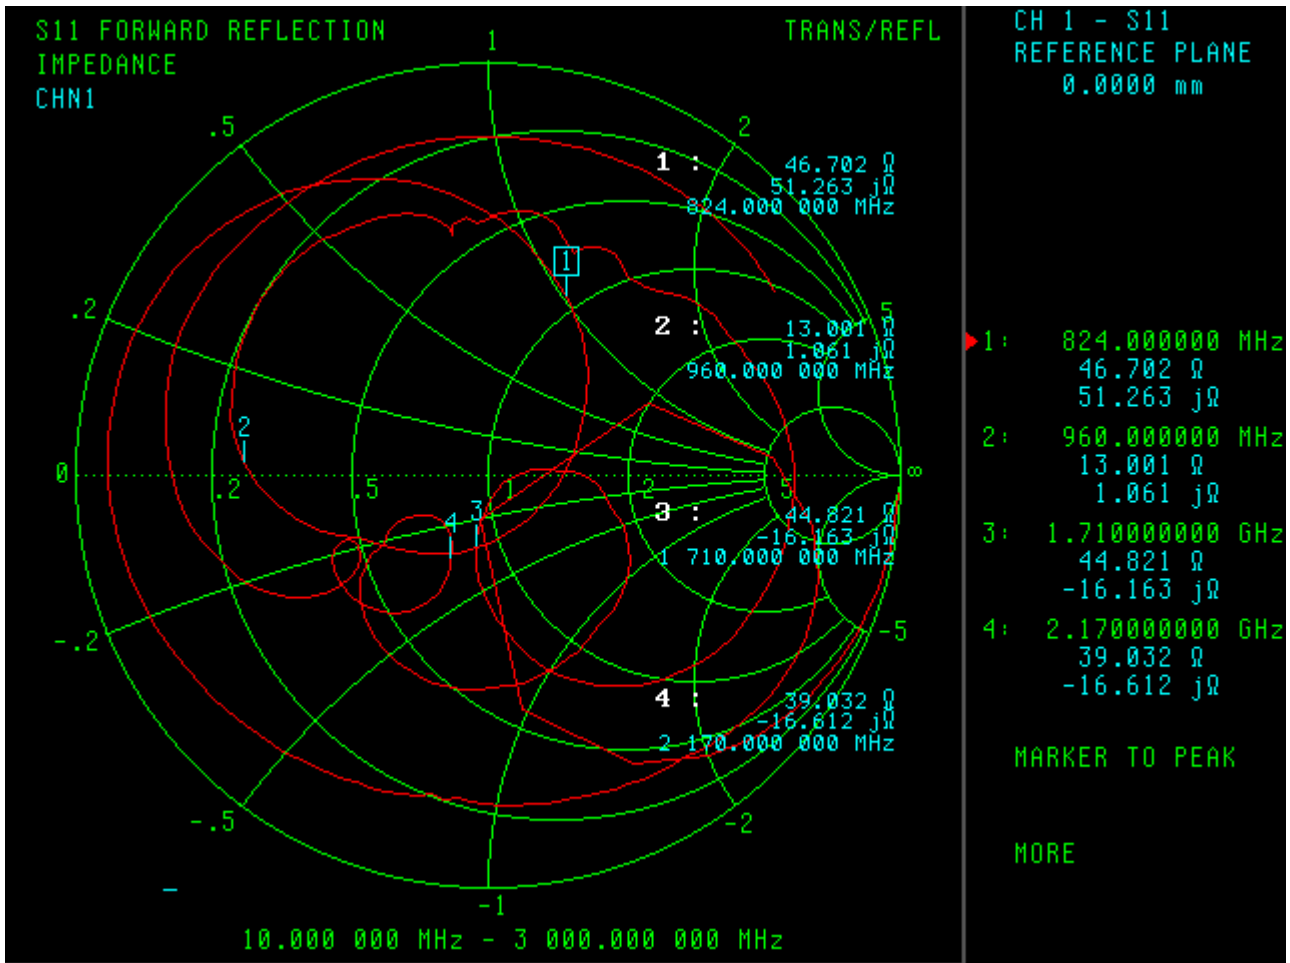 S11 FORWARD REFLECTION
TRANS/REFL
IMPEDANCE
CHN1
1
.5
2
.2
5
0
.2
.5
1
2
5
∞
-.2
-5
-.5
-2
-1
1 :
46.702 Ω
51.263 jΩ
824.000 000 MHz
1
2 :
13.001 Ω
1.061 jΩ
960.000 000 MHz
2
3 :
44.821 Ω
-16.163 jΩ
1 710.000 000 MHz
4
3
4 :
39.032 Ω
-16.612 jΩ
2 170.000 000 MHz
10.000 000 MHz - 3 000.000 000 MHz
CH 1 - S11
REFERENCE PLANE
0.0000 mm
1: 824.000000 MHz
46.702 Ω
51.263 jΩ
2: 960.000000 MHz
13.001 Ω
1.061 jΩ
3: 1.710000000 GHz
44.821 Ω
-16.163 jΩ
4: 2.170000000 GHz
39.032 Ω
-16.612 jΩ
MARKER TO PEAK
MORE